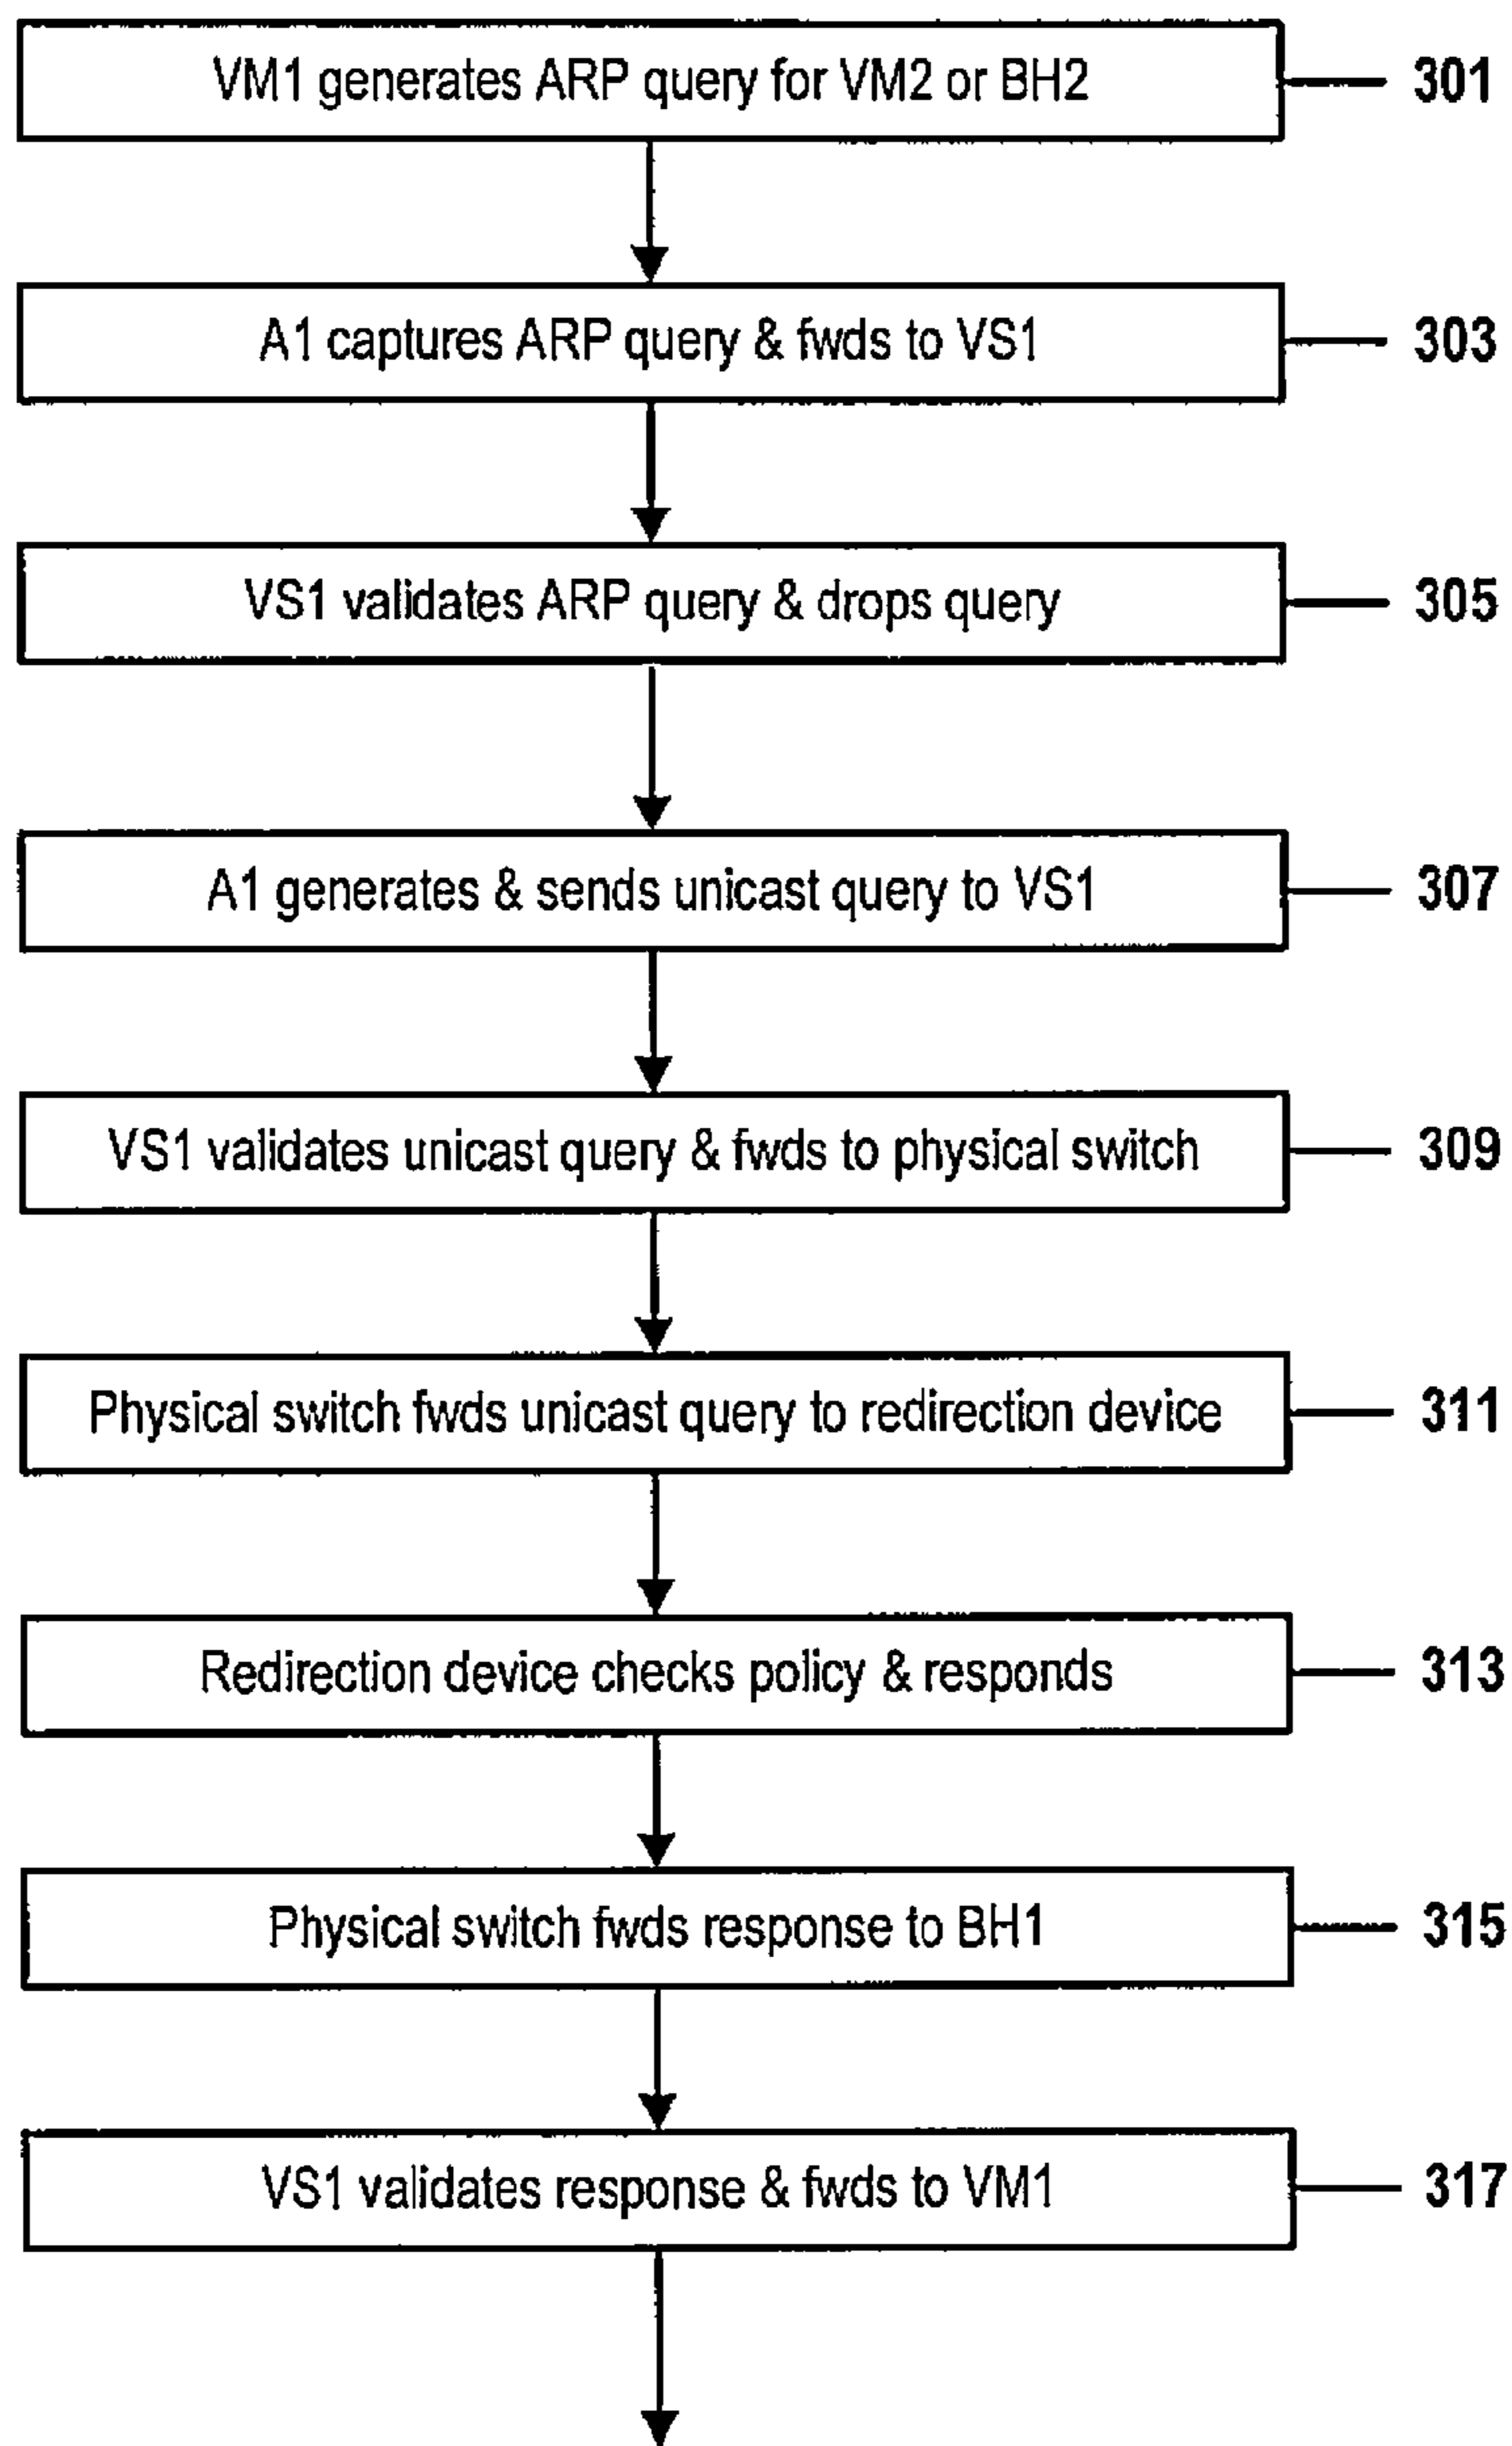 VM1 generates ARP query for VM2 or BH2 301
A1 captures ARP query & fwds to VS1 303
VS1 validates ARP query & drops query 305
A1 generates & sends unicast query to VS1 307
VS1 validates unicast query & fwds to physical switch 309
Physical switch fwds unicast query to redirection device 311
Redirection device checks policy & responds 313
Physical switch fwds response to BH1 315
VS1 validates response & fwds to VM1 317